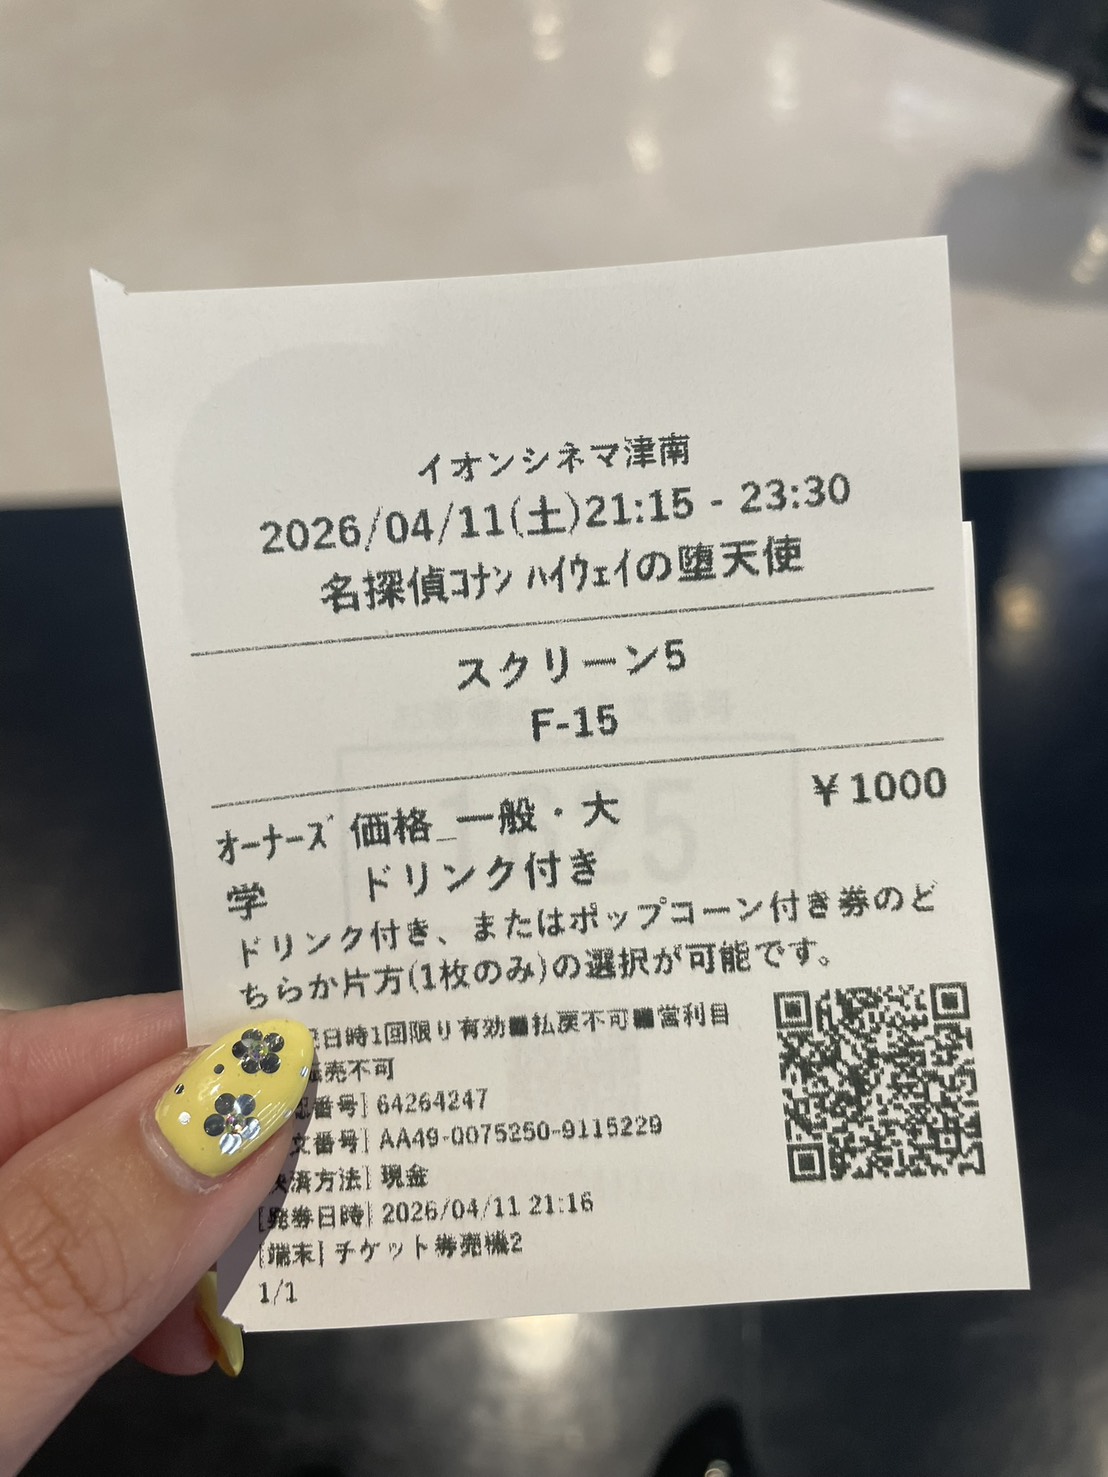 イオンシネマ津南
2026/04/11(土)21:15 - 23:30
名探偵ｺﾅﾝ ﾊｲｳｪｲの堕天使
スクリーン5
F-15
ｵｰﾅｰｽﾞ 価格_一般・大 ￥1000
学 ドリンク付き
ドリンク付き、またはポップコーン付き券のど
ちらか片方(1枚のみ)の選択が可能です。
日時1回限り有効■払戻不可■営利目
売不可
番号] 64264247
文番号] AA49-0075250-9115229
済方法] 現金
[発券日時] 2026/04/11 21:16
[端末] チケット券売機2
1/1